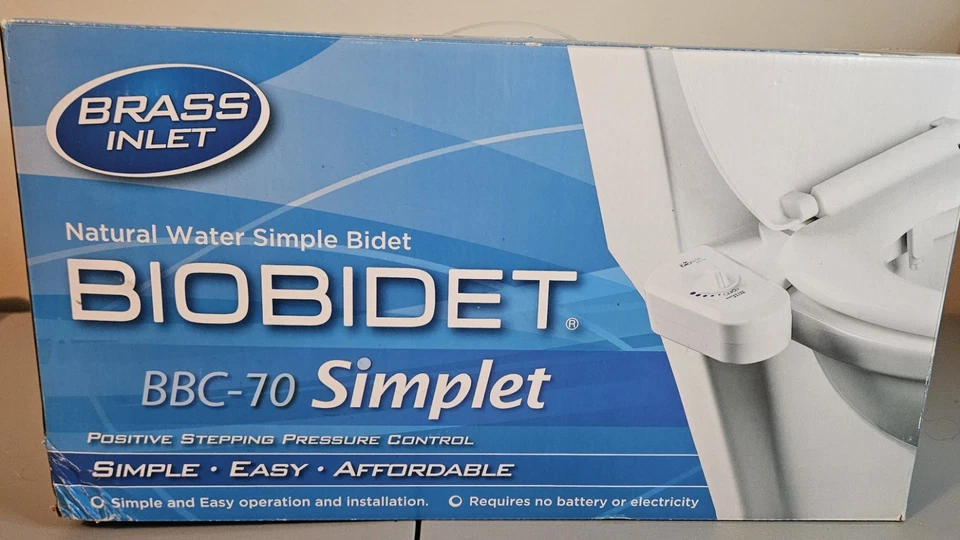 BRASS
INLET
Natural Water Simple Bidet
BIOBIDET®
BBC-70 Simplet
POSITIVE STEPPING PRESSURE CONTROL
SIMPLE • EASY • AFFORDABLE
Simple and Easy operation and installation. Requires no battery or electricity